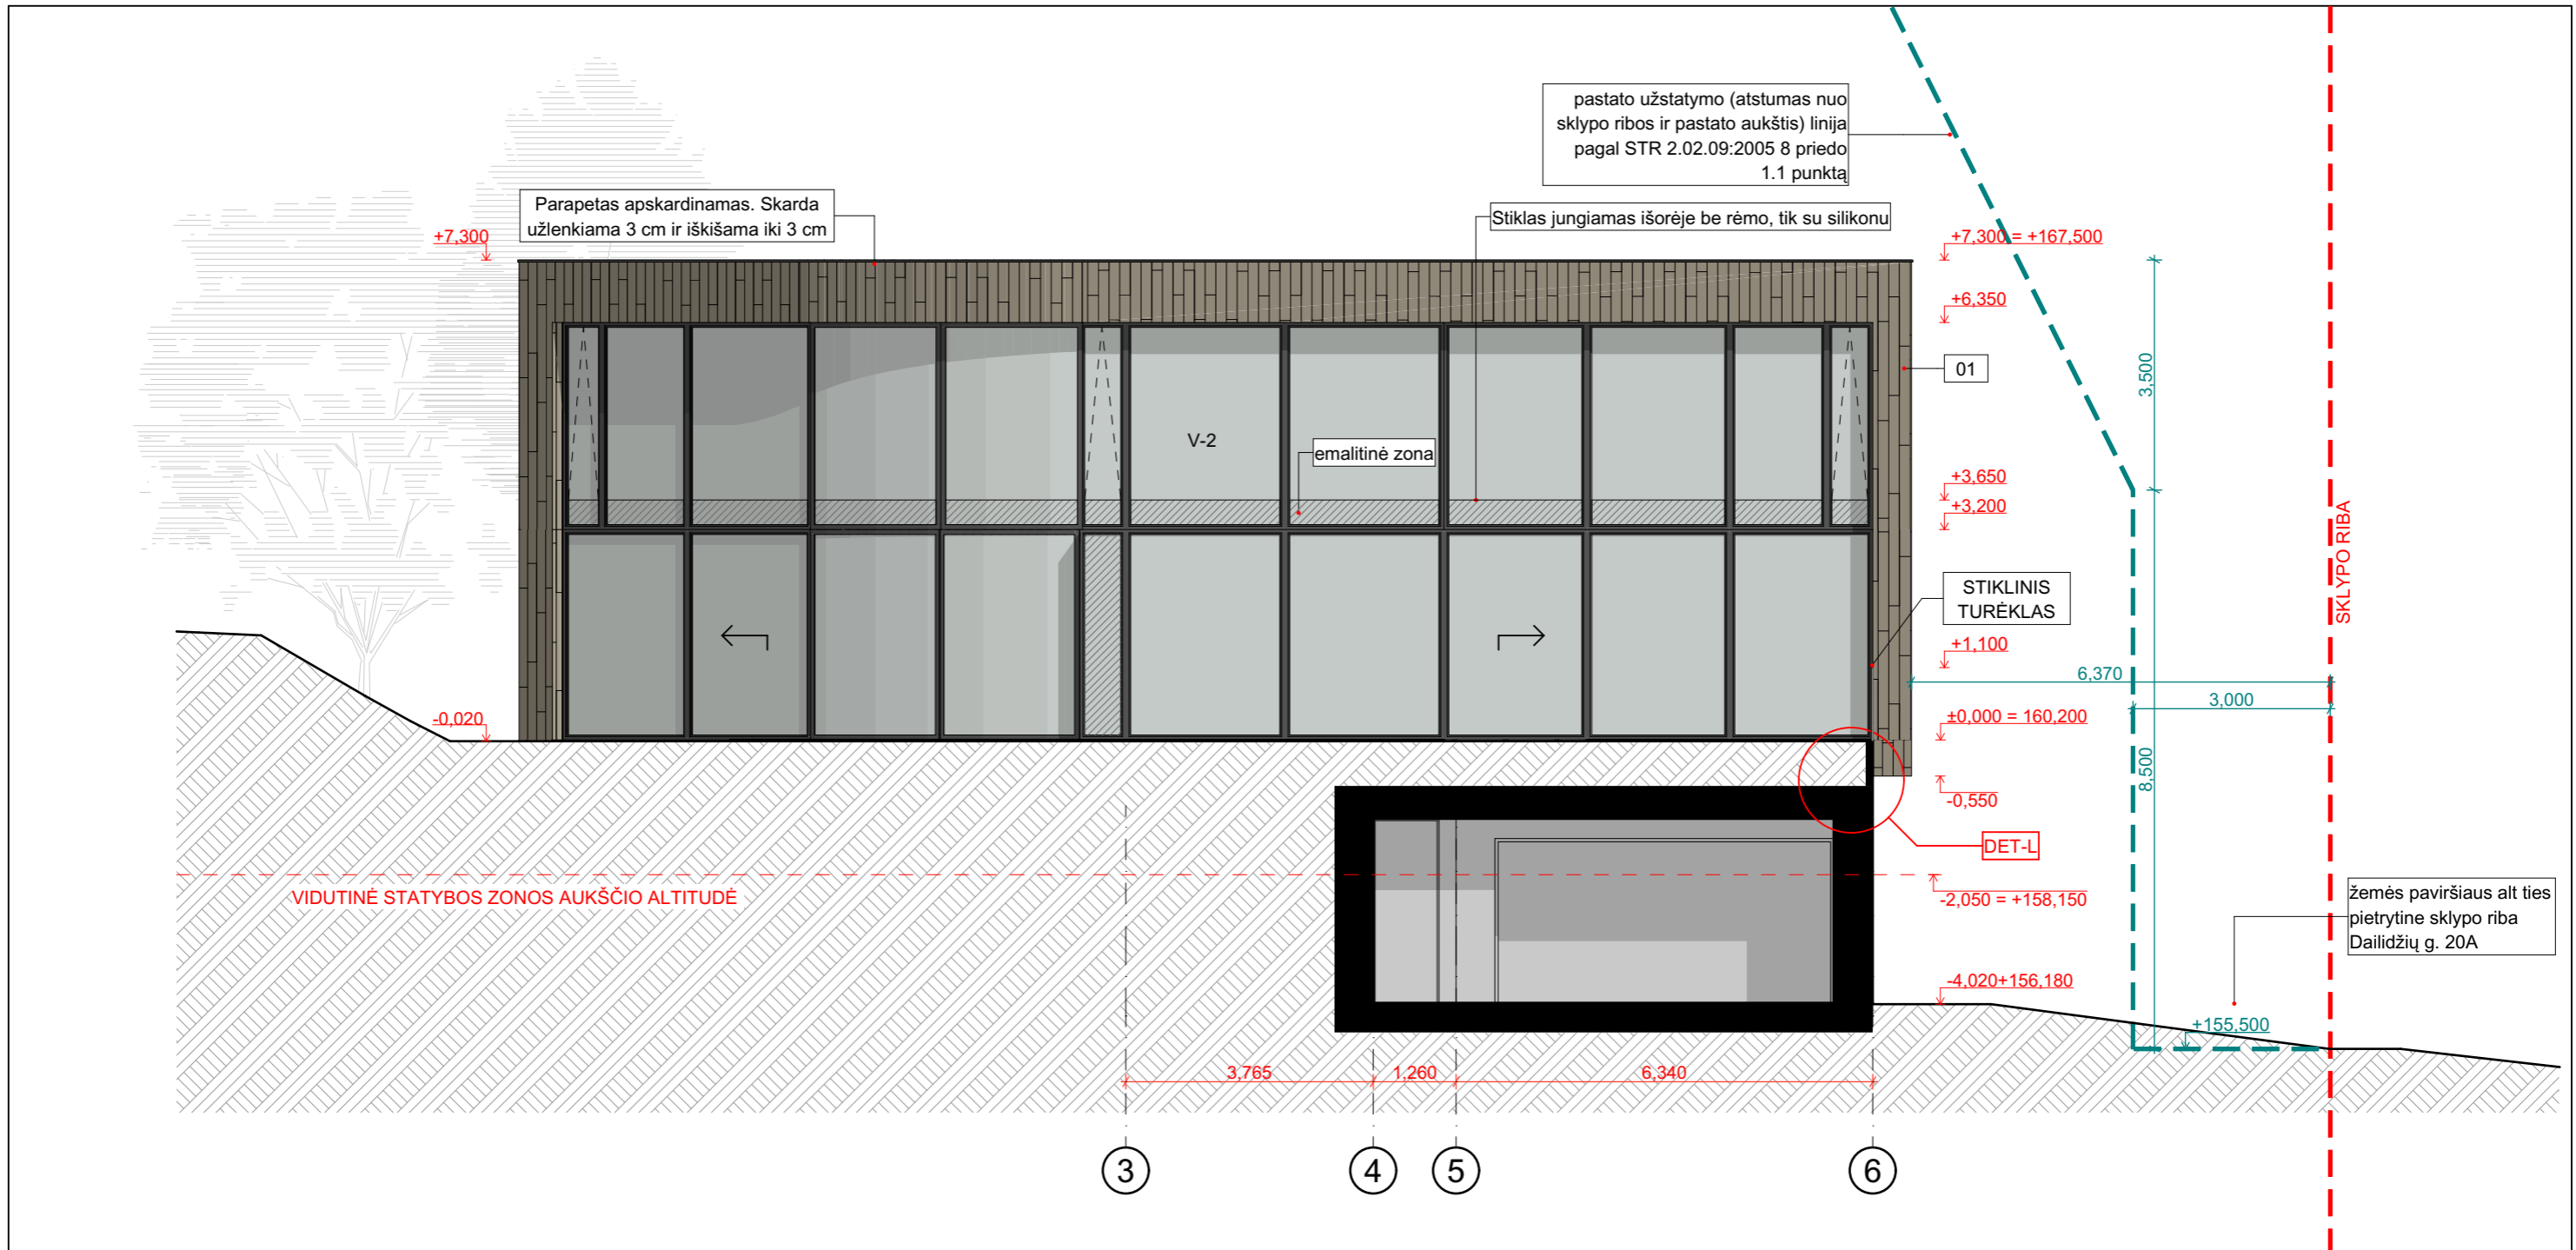 pastato užstatymo (atstumas nuo
sklypo ribos ir pastato aukštis) linija
pagal STR 2.02.09:2005 8 priedo
1.1 punktą
Parapetas apskardinamas. Skarda
užlenkiama 3 cm ir iškišama iki 3 cm
Stiklas jungiamas išorėje be rėmo, tik su silikonu
+7,300
+7,300 = +167,500
+6,350
01
3,500
V-2
emalitinė zona
+3,650
+3,200
SKLYPO RIBA
STIKLINIS
TURĖKLAS
+1,100
6,370
3,000
-0,020
±0,000 = 160,200
8,500
-0,550
DET-L
VIDUTINĖ STATYBOS ZONOS AUKŠČIO ALTITUDĖ
-2,050 = +158,150
žemės paviršiaus alt ties
pietrytine sklypo riba
Dailidžių g. 20A
-4,020+156,180
+155,500
3,765
1,260
6,340
3
4
5
6